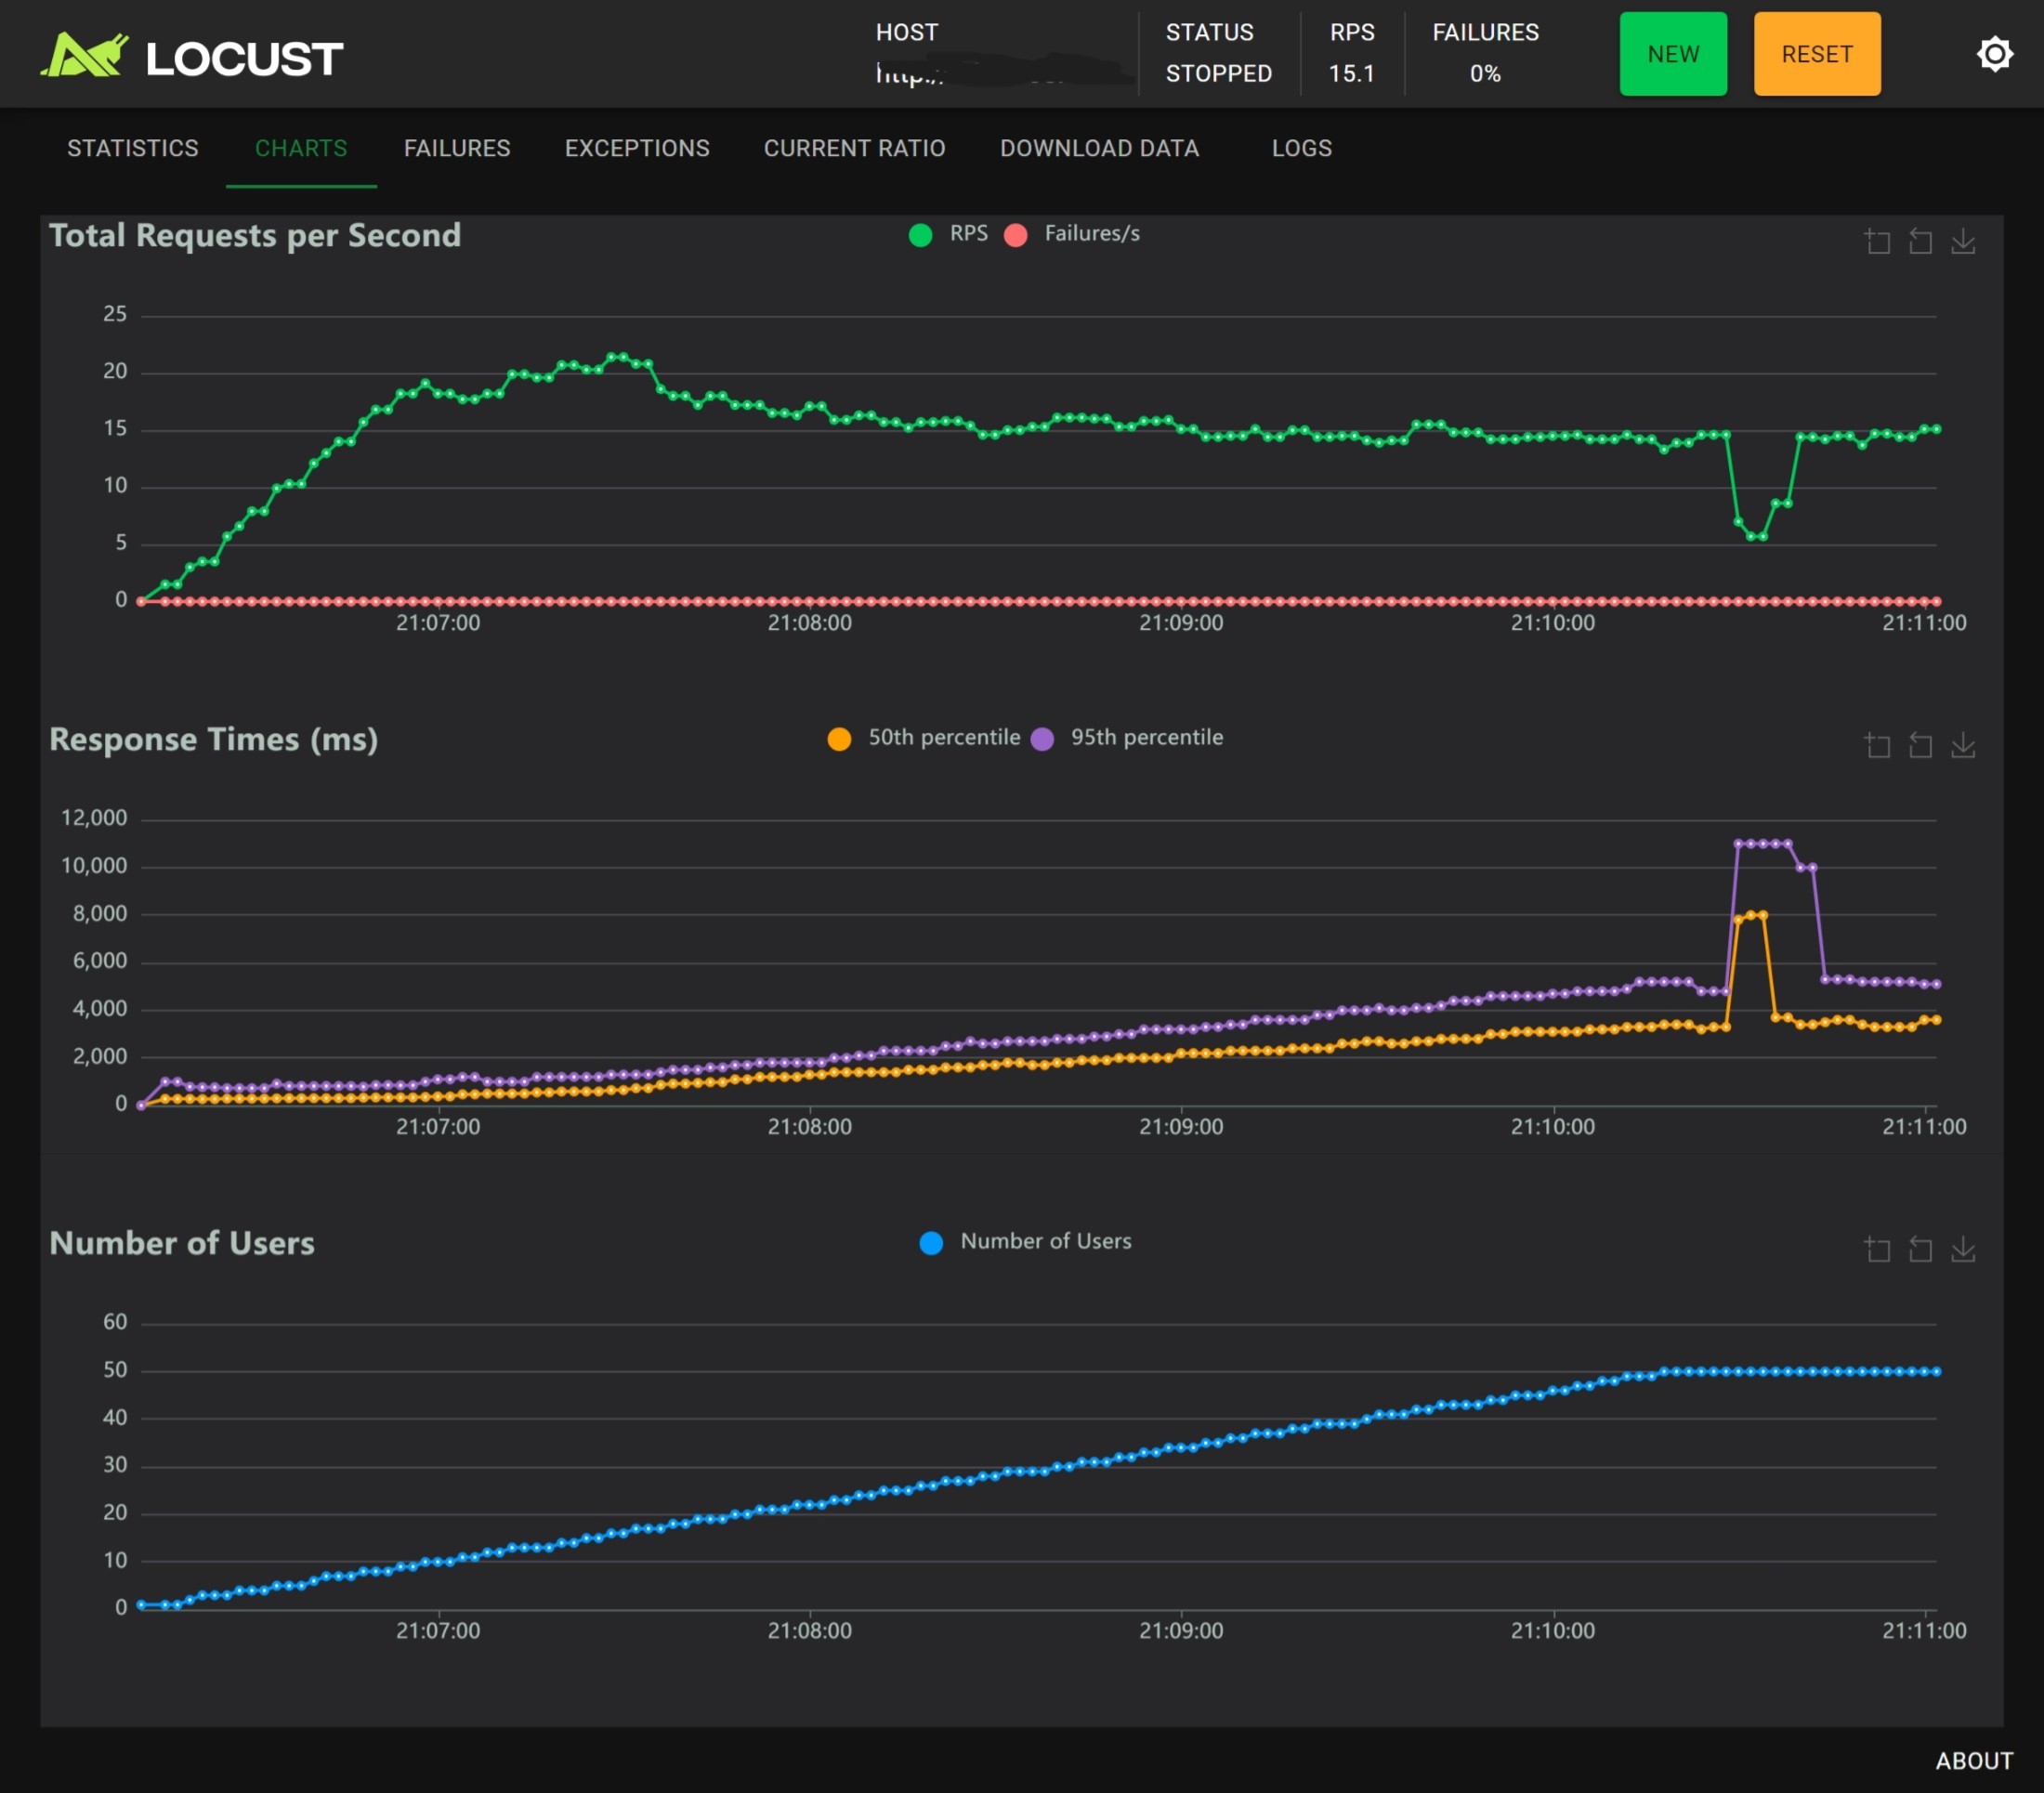 LOCUST
HOST
STATUS
RPS
FAILURES
STOPPED
15.1
0%
NEW
RESET
STATISTICS
CHARTS
FAILURES
EXCEPTIONS
CURRENT RATIO
DOWNLOAD DATA
LOGS
Total Requests per Second
RPS
Failures/s
25
20
15
10
5
0
21:07:00
21:08:00
21:09:00
21:10:00
21:11:00
Response Times (ms)
50th percentile
95th percentile
12,000
10,000
8,000
6,000
4,000
2,000
0
21:07:00
21:08:00
21:09:00
21:10:00
21:11:00
Number of Users
Number of Users
60
50
40
30
20
10
0
21:07:00
21:08:00
21:09:00
21:10:00
21:11:00
ABOUT